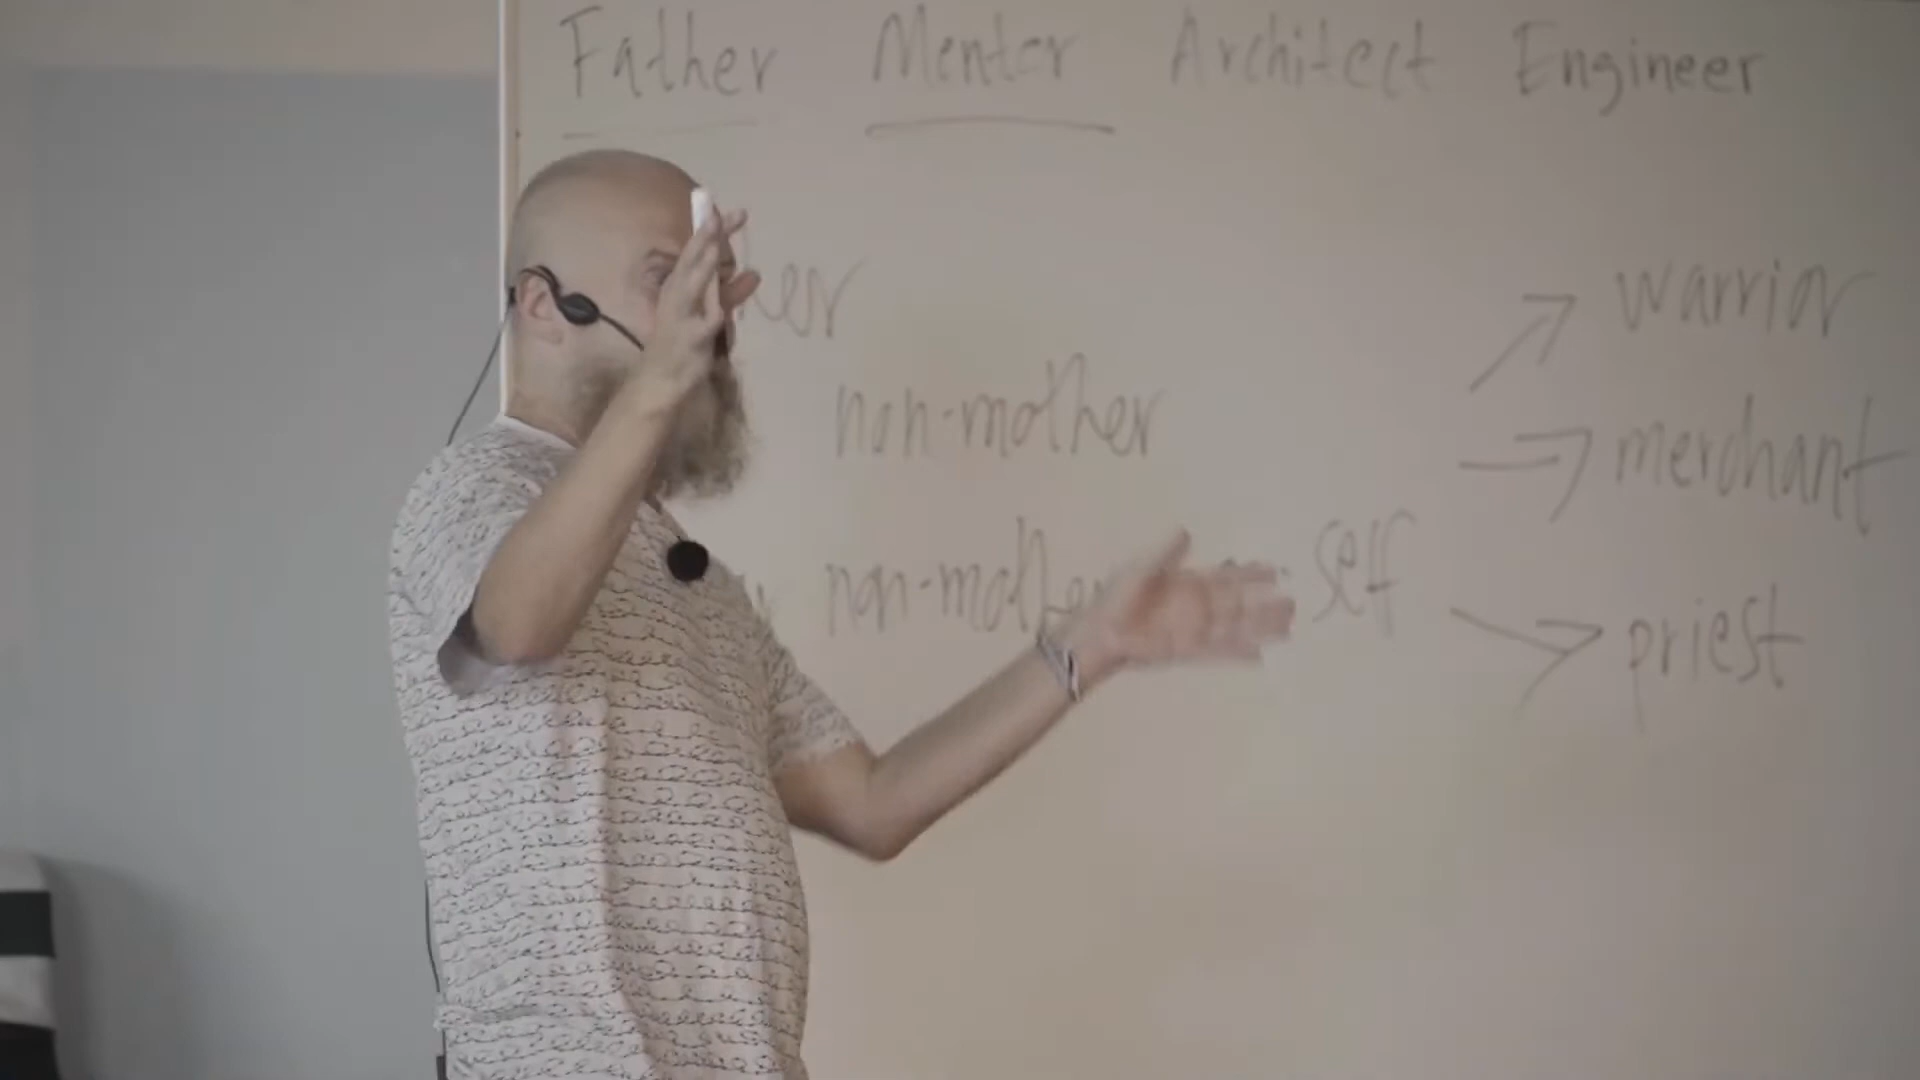 Father Mentor Architect Engineer
warrior
non-mother
merchant
non-mother self
priest